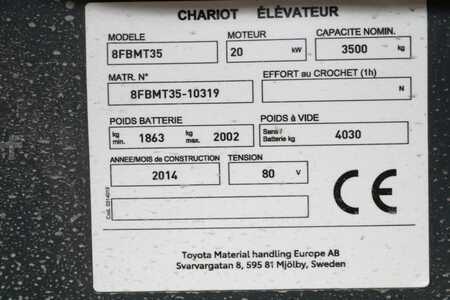 CHARIOT ÉLÉVATEUR
MODELE MOTEUR CAPACITE NOMIN.
8FBMT35 20 kW 3500 kg
MATR. N° EFFORT au CROCHET (1h)
8FBMT35-10319 N
POIDS BATTERIE POIDS à VIDE
kg min. 1863 kg max. 2002 Sans / Batterie kg 4030
ANNEE/MOIS de CONSTRUCTION TENSION
2014 80 V
CE
Toyota Material handling Europe AB
Svarvargatan 8, 595 81 Mjölby, Sweden